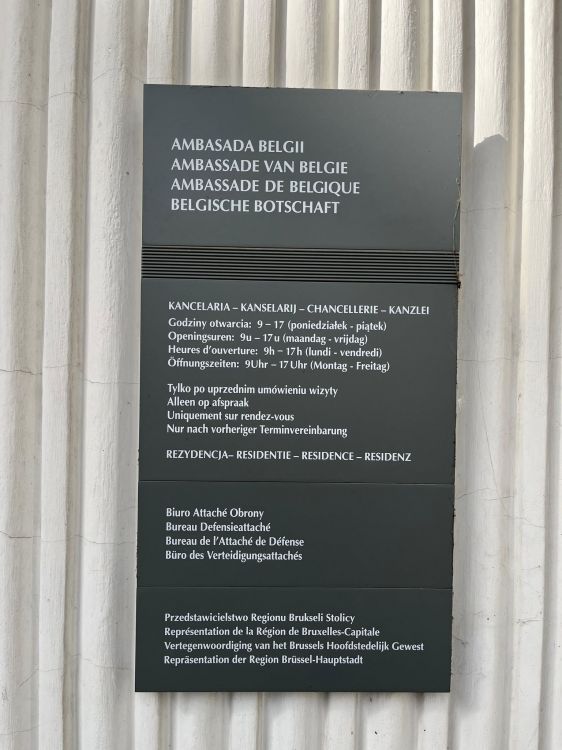 AMBASADA BELGII
AMBASSADE VAN BELGIE
AMBASSADE DE BELGIQUE
BELGISCHE BOTSCHAFT
KANCELARIA – KANSELARIJ – CHANCELLERIE – KANZLEI
Godziny otwarcia: 9 – 17 (poniedziałek - piątek)
Openingsuren: 9u – 17u (maandag - vrijdag)
Heures d'ouverture: 9h – 17h (lundi - vendredi)
Öffnungszeiten: 9Uhr – 17Uhr (Montag - Freitag)
Tylko po uprzednim umówieniu wizyty
Alleen op afspraak
Uniquement sur rendez-vous
Nur nach vorheriger Terminvereinbarung
REZYDENCJA– RESIDENTIE – RESIDENCE – RESIDENZ
Biuro Attaché Obrony
Bureau Defensieattaché
Bureau de l'Attaché de Défense
Büro des Verteidigungsattachés
Przedstawicielstwo Regionu Brukseli Stolicy
Représentation de la Région de Bruxelles-Capitale
Vertegenwoordiging van het Brussels Hoofdstedelijk Gewest
Repräsentation der Region Brüssel-Hauptstadt